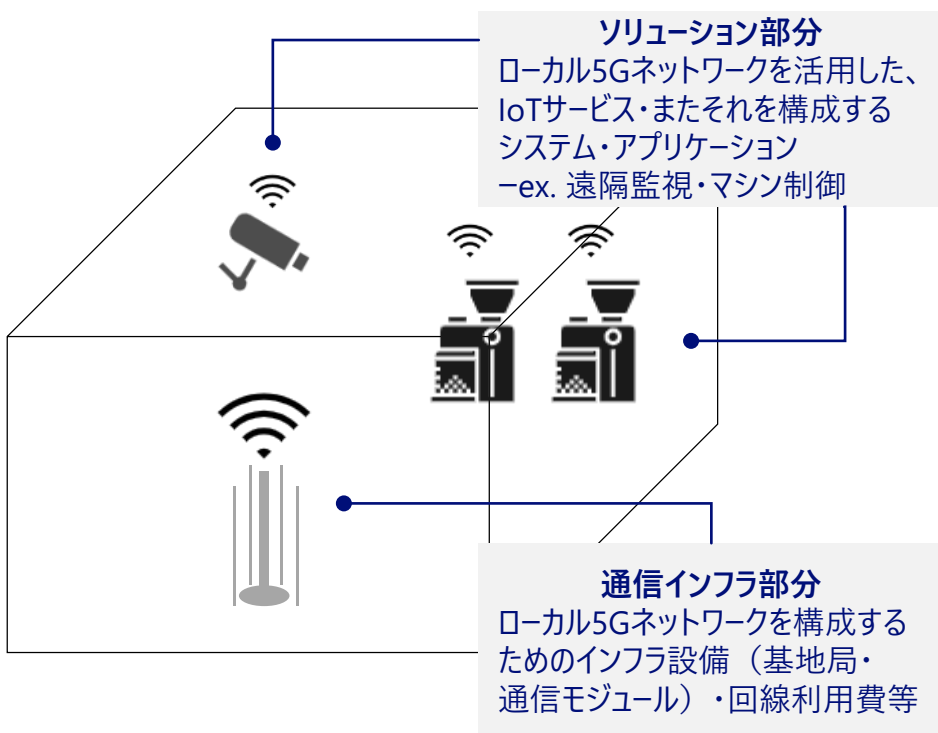 ソリューション部分
ローカル5Gネットワークを活用した、
IoTサービス・またそれを構成する
システム・アプリケーション
－ex. 遠隔監視・マシン制御
通信インフラ部分
ローカル5Gネットワークを構成する
ためのインフラ設備（基地局・
通信モジュール）・回線利用費等